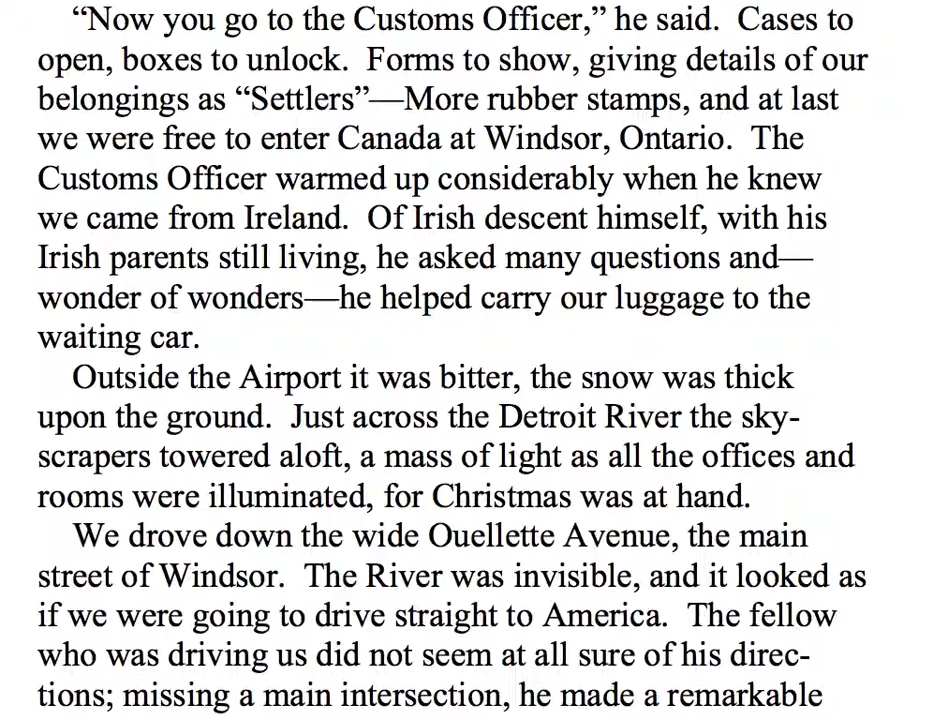 “Now you go to the Customs Officer,” he said.  Cases to
open, boxes to unlock.  Forms to show, giving details of our
belongings as “Settlers”—More rubber stamps, and at last
we were free to enter Canada at Windsor, Ontario.  The
Customs Officer warmed up considerably when he knew
we came from Ireland.  Of Irish descent himself, with his
Irish parents still living, he asked many questions and—
wonder of wonders—he helped carry our luggage to the
waiting car.
Outside the Airport it was bitter, the snow was thick
upon the ground.  Just across the Detroit River the sky-
scrapers towered aloft, a mass of light as all the offices and
rooms were illuminated, for Christmas was at hand.
We drove down the wide Ouellette Avenue, the main
street of Windsor.  The River was invisible, and it looked as
if we were going to drive straight to America.  The fellow
who was driving us did not seem at all sure of his direc-
tions; missing a main intersection, he made a remarkable